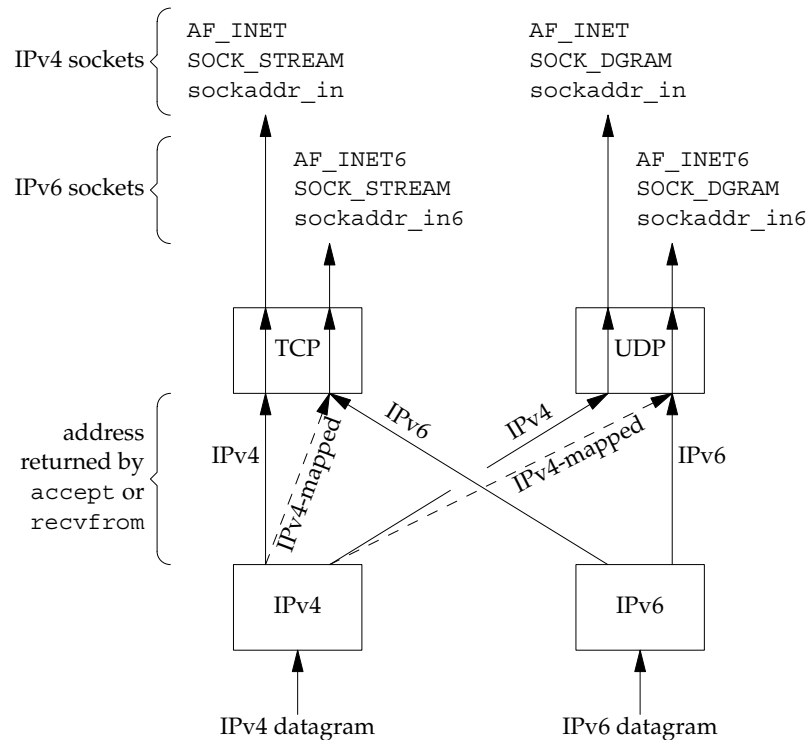 IPv4 sockets
AF_INET
SOCK_STREAM
sockaddr_in
AF_INET
SOCK_DGRAM
sockaddr_in
IPv6 sockets
AF_INET6
SOCK_STREAM
sockaddr_in6
AF_INET6
SOCK_DGRAM
sockaddr_in6
TCP
UDP
address
returned by
accept or
recvfrom
IPv4
IPv4-mapped
IPv6
IPv4
IPv4-mapped
IPv6
IPv4
IPv6
IPv4 datagram
IPv6 datagram